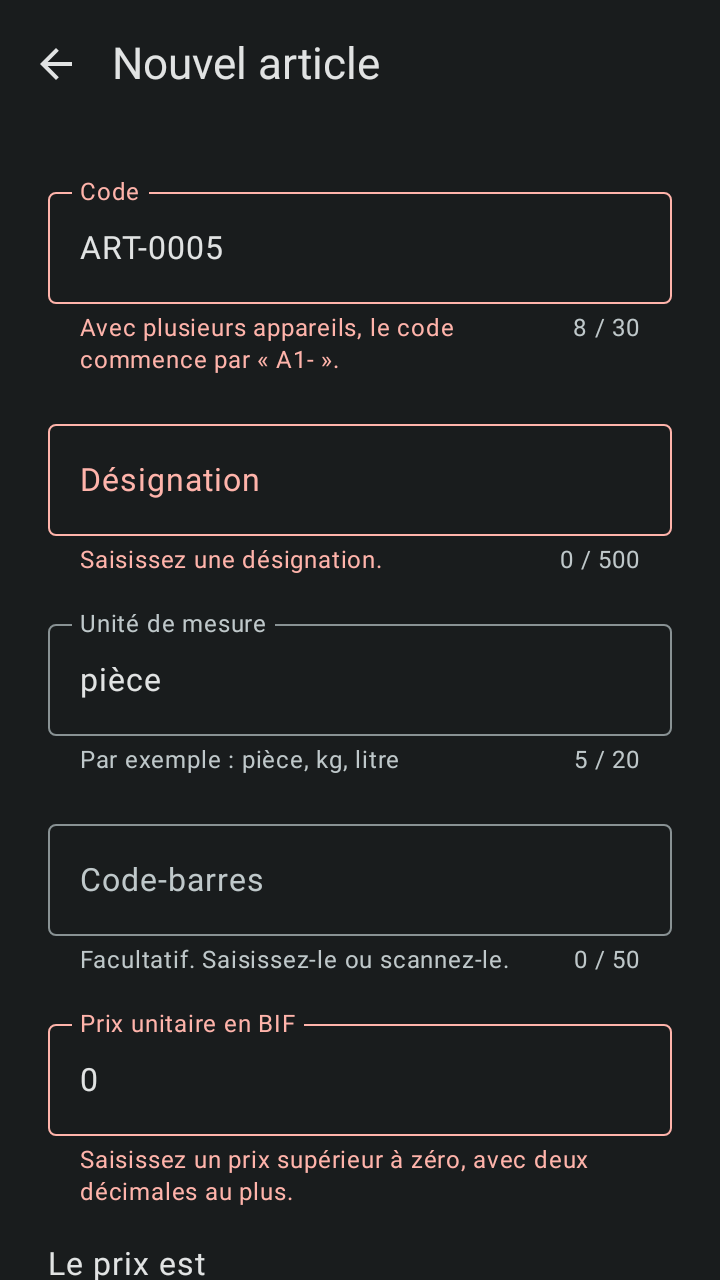 Nouvel article
Code
ART-0005
Avec plusieurs appareils, le code
commence par « A1- ».
8 / 30
Désignation
Saisissez une désignation.
0 / 500
Unité de mesure
pièce
Par exemple : pièce, kg, litre
5 / 20
Code-barres
Facultatif. Saisissez-le ou scannez-le.
0 / 50
Prix unitaire en BIF
0
Saisissez un prix supérieur à zéro, avec deux
décimales au plus.
Le prix est